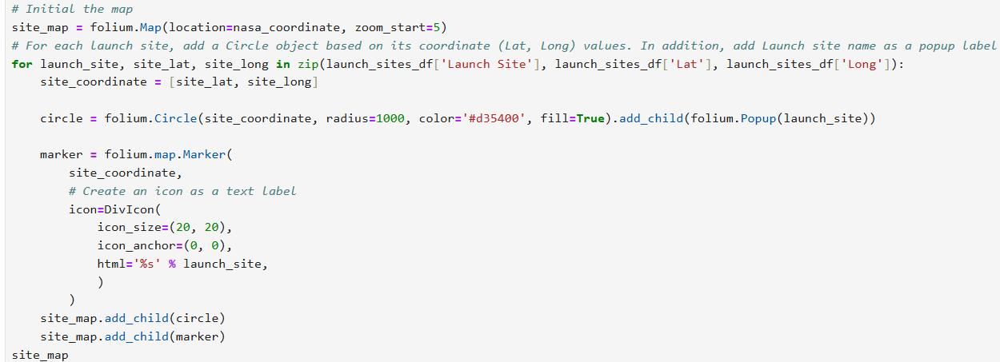 # Initial the map
site_map = folium.Map(location=nasa_coordinate, zoom_start=5)
# For each launch site, add a Circle object based on its coordinate (Lat, Long) values. In addition, add Launch site name as a popup label
for launch_site, site_lat, site_long in zip(launch_sites_df['Launch Site'], launch_sites_df['Lat'], launch_sites_df['Long']):
    site_coordinate = [site_lat, site_long]

    circle = folium.Circle(site_coordinate, radius=1000, color='#d35400', fill=True).add_child(folium.Popup(launch_site))

    marker = folium.map.Marker(
        site_coordinate,
        # Create an icon as a text label
        icon=DivIcon(
            icon_size=(20, 20),
            icon_anchor=(0, 0),
            html='%s' % launch_site,
            )
        )
    site_map.add_child(circle)
    site_map.add_child(marker)
site_map